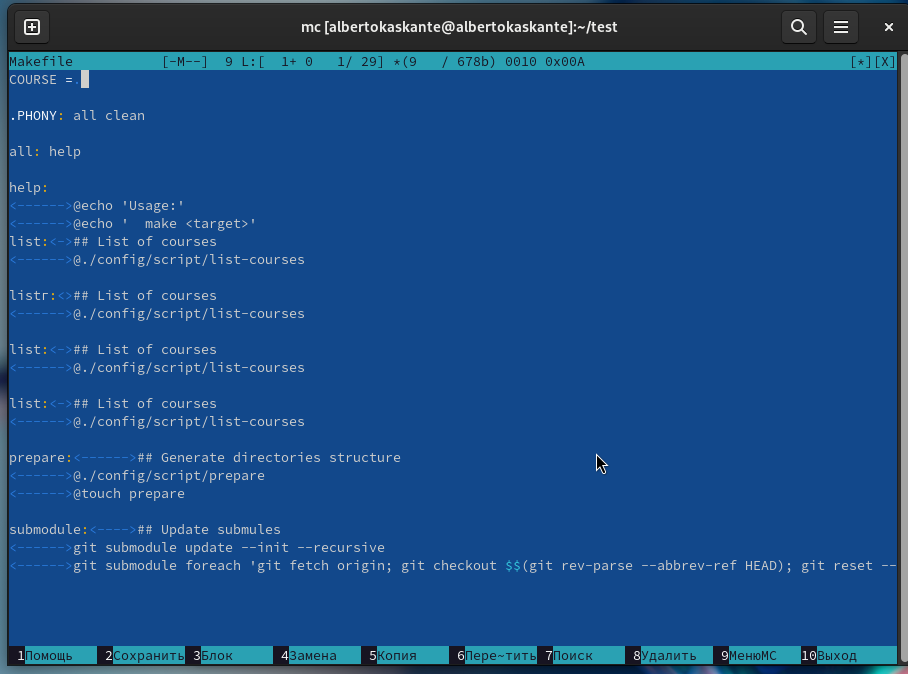 mc [albertokaskante@albertokaskante]:~/test
Makefile [-M--] 9 L:[ 1+ 0 1/ 29] *(9 / 678b) 0010 0x00A [*][X]
COURSE =.
.PHONY: all clean
all: help
help:
<------>@echo 'Usage:'
<------>@echo '  make <target>'
list:<->## List of courses
<------>@./config/script/list-courses
listr:<>## List of courses
<------>@./config/script/list-courses
list:<->## List of courses
<------>@./config/script/list-courses
list:<->## List of courses
<------>@./config/script/list-courses
prepare:<------>## Generate directories structure
<------>@./config/script/prepare
<------>@touch prepare
submodule:<---->## Update submules
<------>git submodule update --init --recursive
<------>git submodule foreach 'git fetch origin; git checkout $$(git rev-parse --abbrev-ref HEAD); git reset --
1Помощь 2Сохранить 3Блок 4Замена 5Копия 6Пере~тить 7Поиск 8Удалить 9МенюMC 10Выход